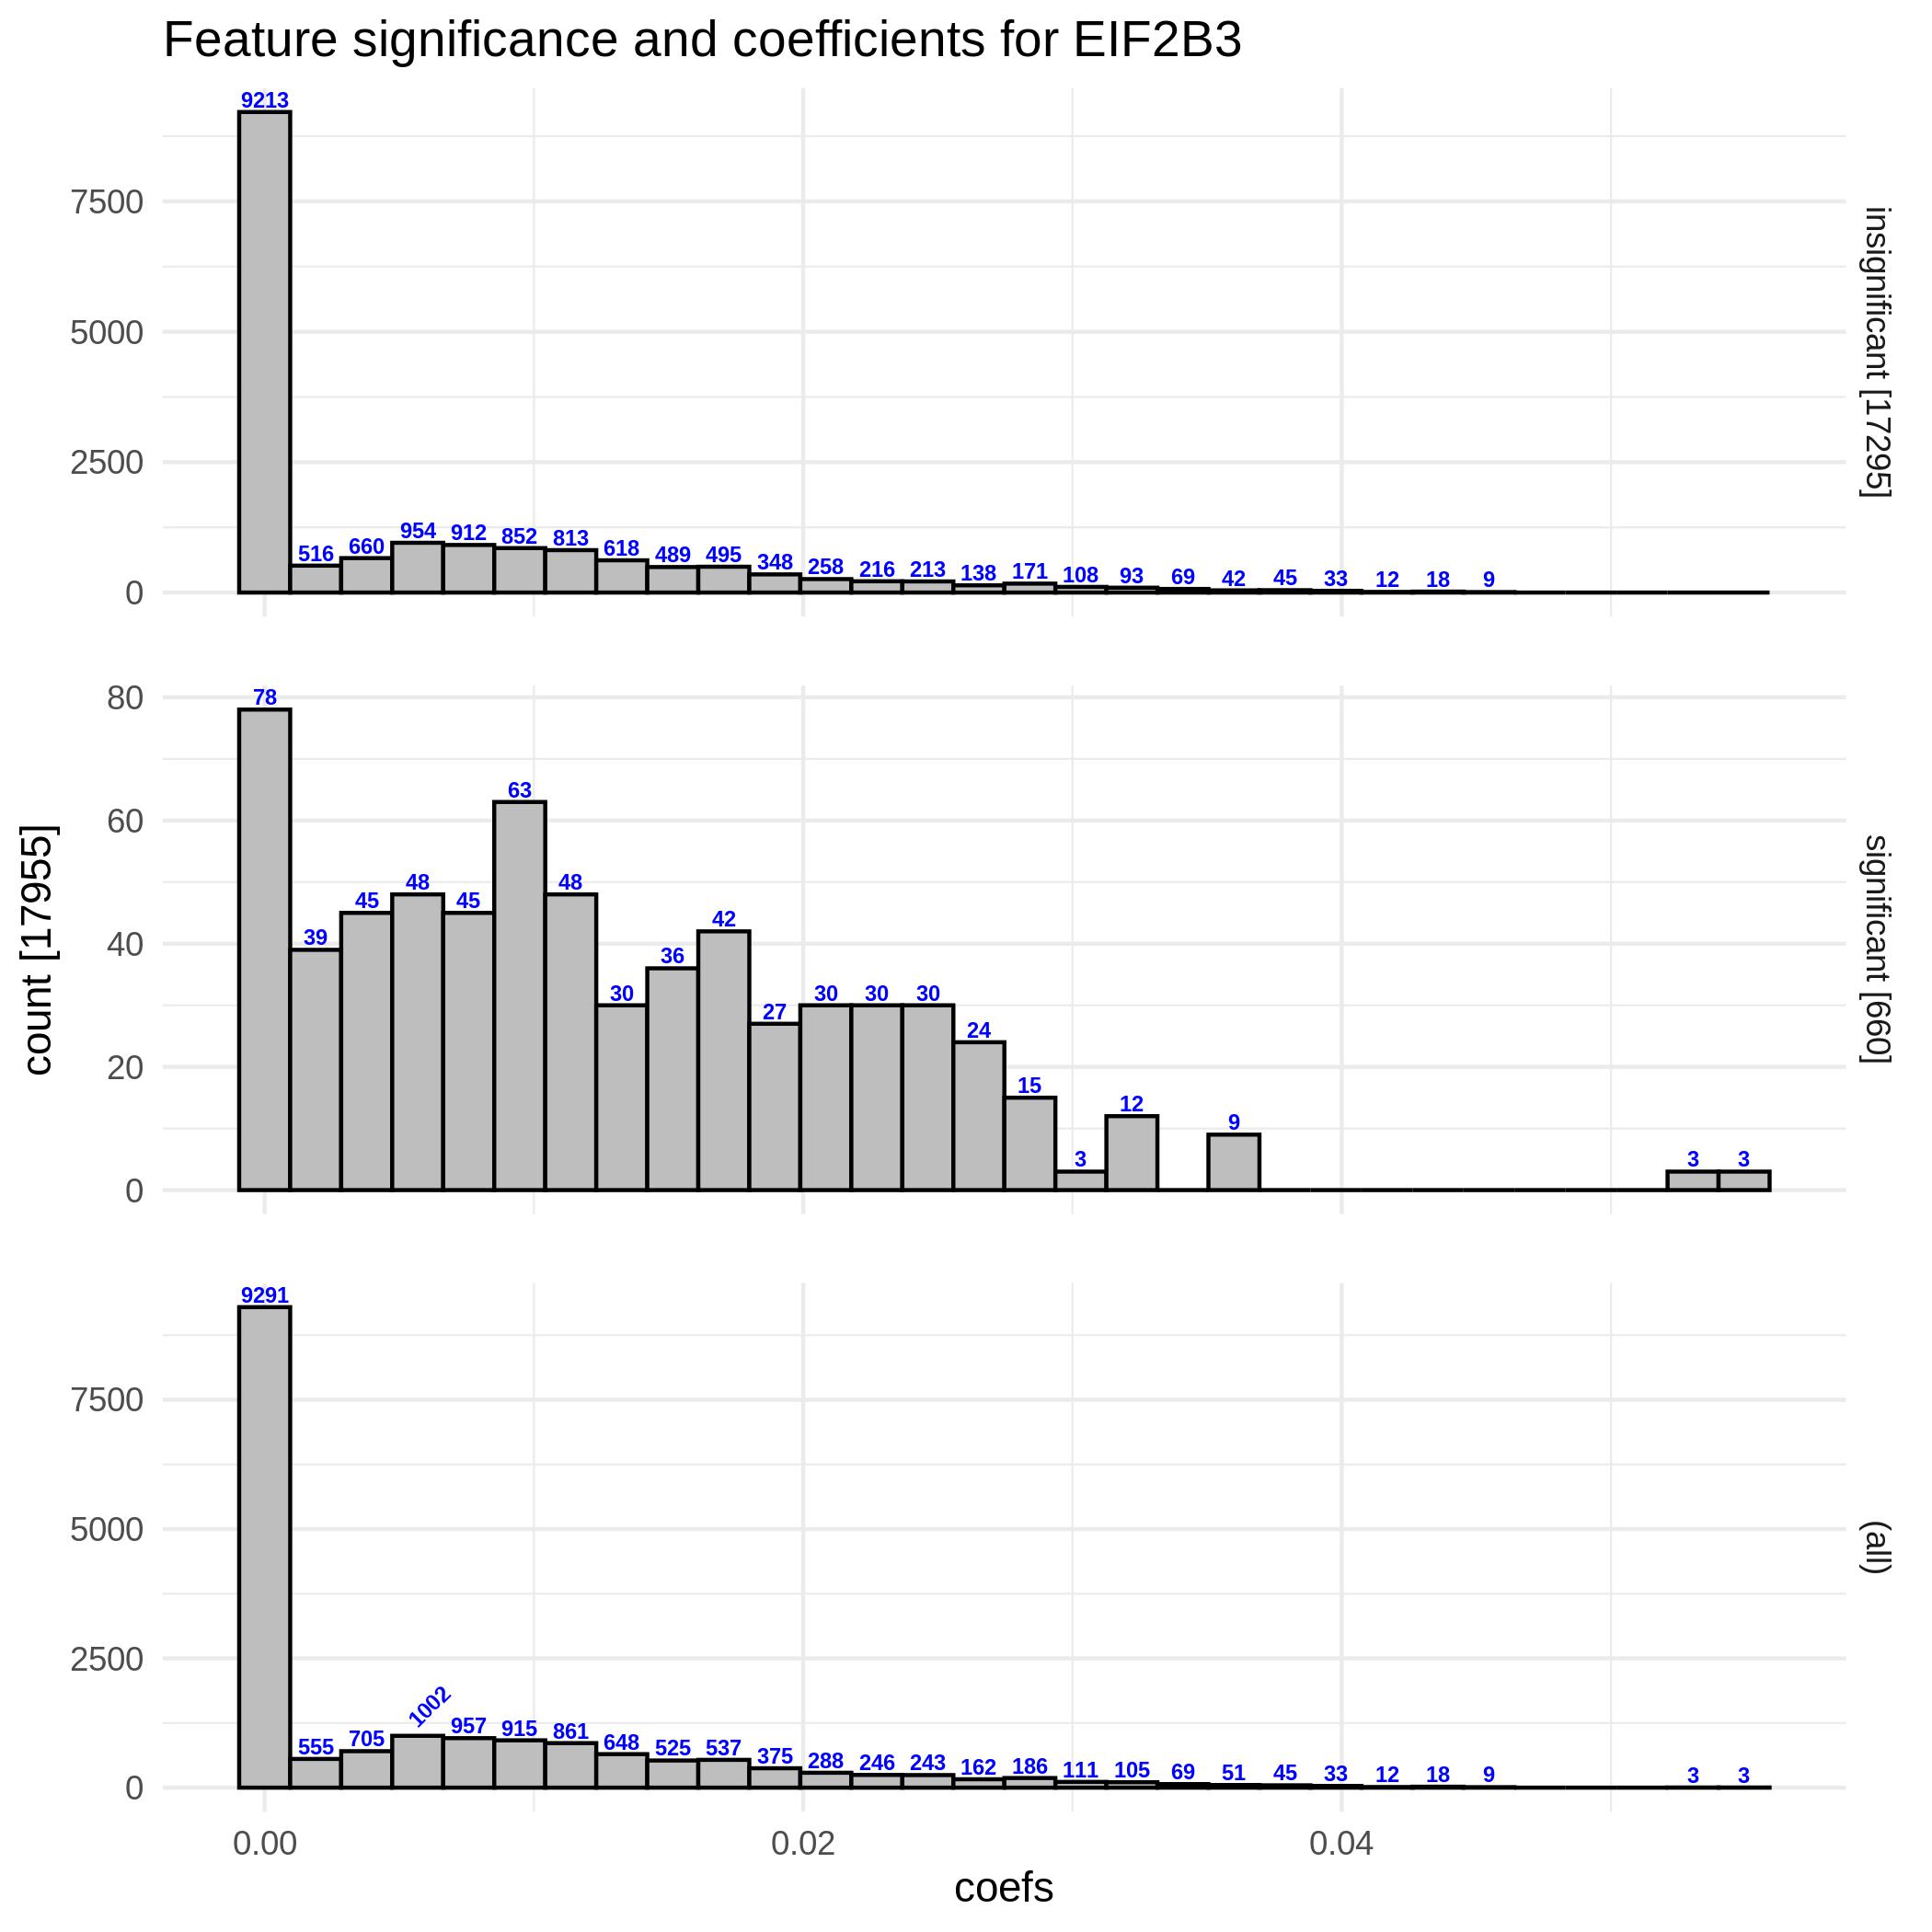 Feature significance and coefficients for EIF2B3
9213
7500
5000
2500
516 660 954 912 852 813 618 489 495 348 258 216 213 138 171 108 93 69 42 45 33 12 18 9
0
insignificant [17295]
80
78
63
60
39 45 48 45 48 30 36 42 27 30 30 30 24 15 3 12 9 3 3
40
20
0
significant [660]
count [17955]
9291
7500
5000
2500
1002
555 705 957 915 861 648 525 537 375 288 246 243 162 186 111 105 69 51 45 33 12 18 9 3 3
0
(all)
0.00 0.02 0.04
coefs